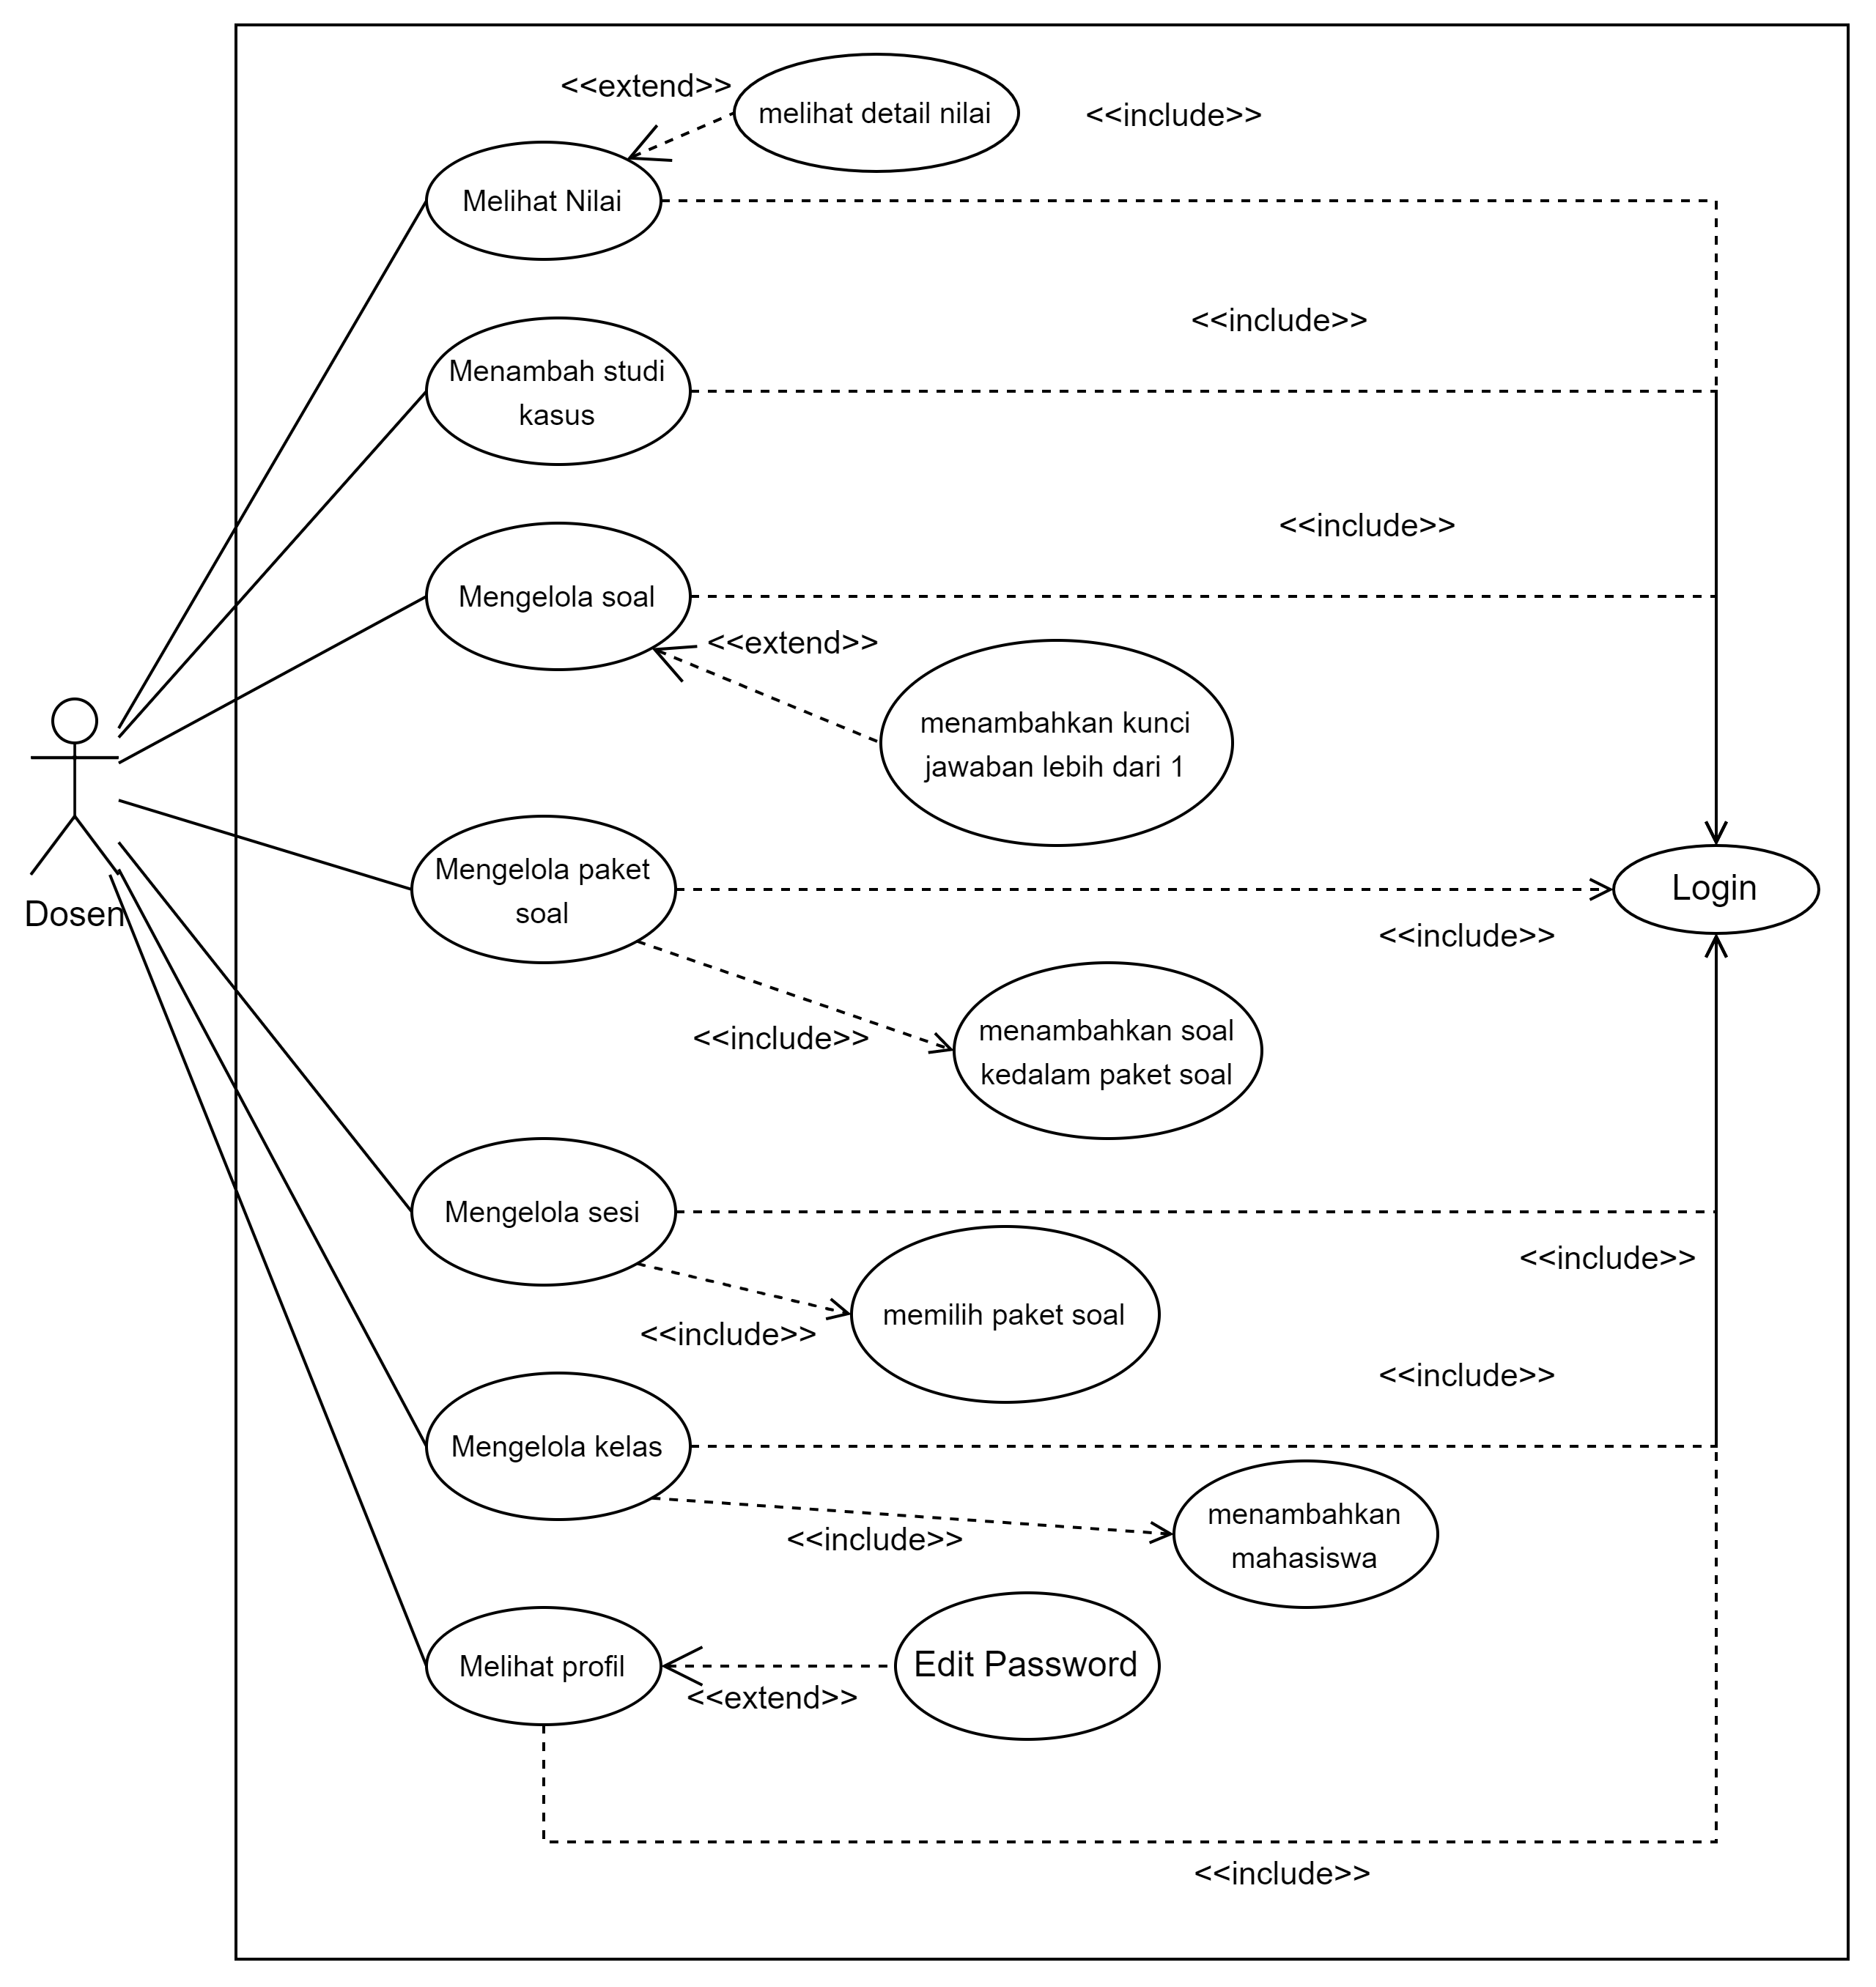 <<extend>>
melihat detail nilai
<<include>>
Melihat Nilai
<<include>>
Menambah studi
kasus
<<include>>
Mengelola soal
<<extend>>
menambahkan kunci
jawaban lebih dari 1
Mengelola paket
soal
Login
Dosen
<<include>>
<<include>>
menambahkan soal
kedalam paket soal
Mengelola sesi
<<include>>
memilih paket soal
<<include>>
<<include>>
Mengelola kelas
menambahkan
mahasiswa
<<include>>
Melihat profil
Edit Password
<<extend>>
<<include>>